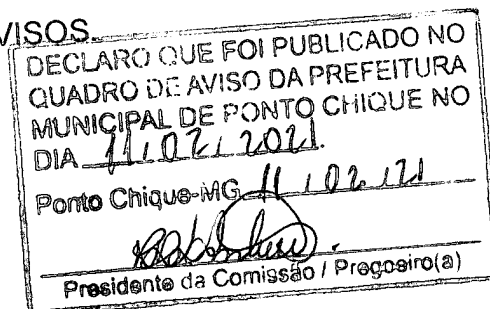 VISOS.
DECLARO QUE FOI PUBLICADO NO
QUADRO DE AVISO DA PREFEITURA
MUNICIPAL DE PONTO CHIQUE NO
DIA 11/02/2021.
Ponto Chique-MG 11/02/21
Presidente da Comissão / Pregoeiro(a)